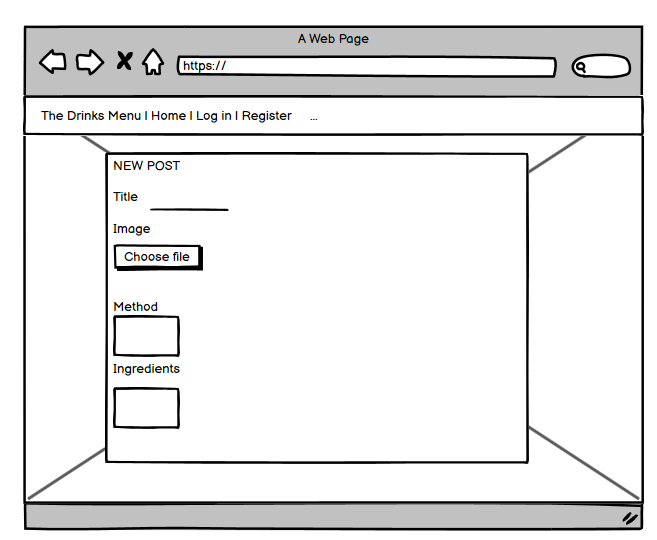 A Web Page
https://
The Drinks Menu | Home | Log in | Register ...
NEW POST
Title
Image
Choose file
Method
Ingredients